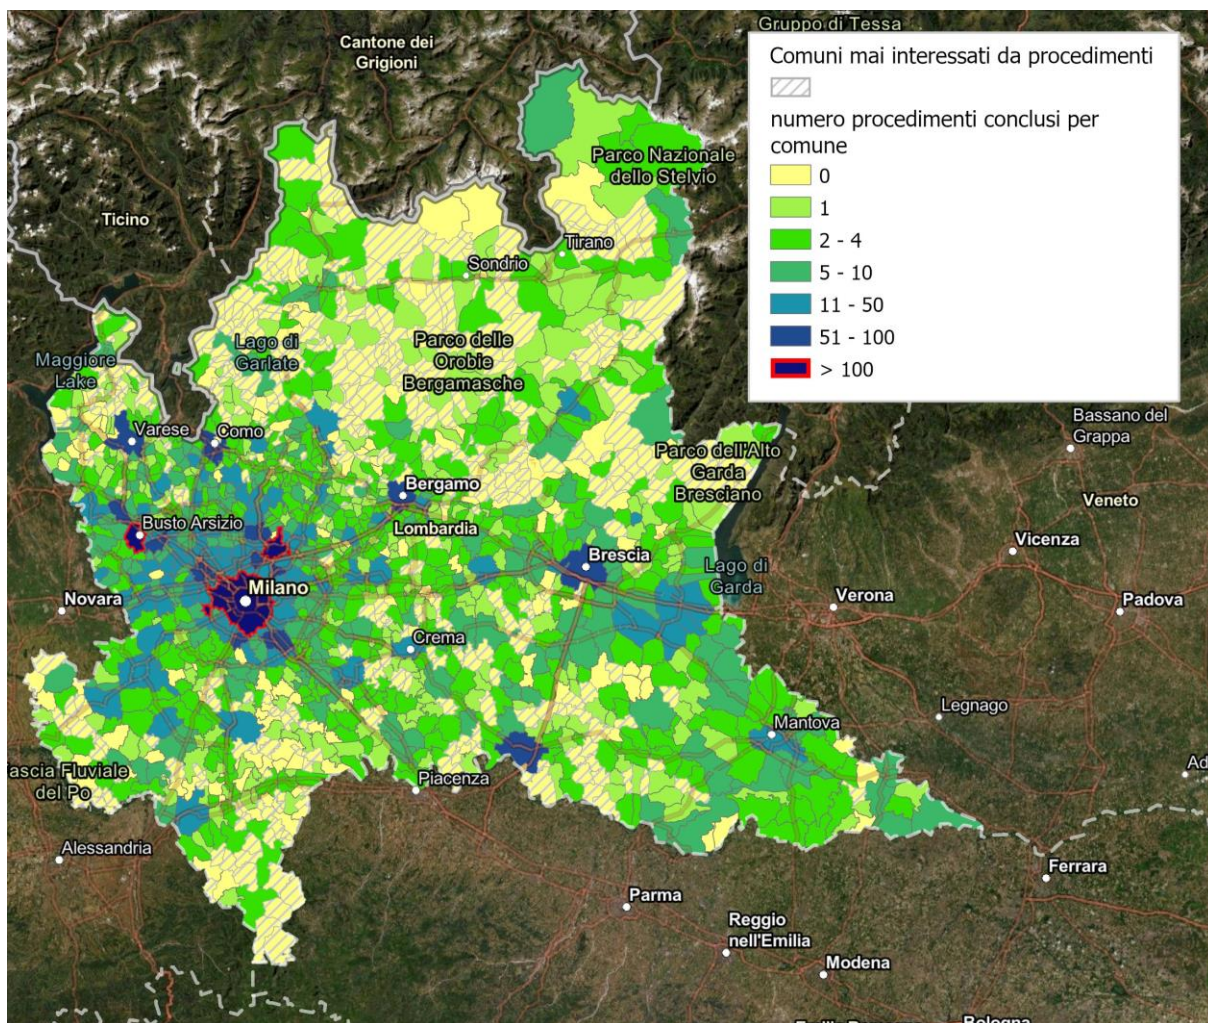 Gruppo di Tessa
Cantone dei
Grigioni
Comuni mai interessati da procedimenti
numero procedimenti conclusi per
comune
0
1
2 - 4
5 - 10
11 - 50
51 - 100
> 100
Parco Nazionale
dello Stelvio
Ticino
Tirano
Sondrio
Lago di
Garlate
Parco delle
Orobie
Bergamasche
Maggiore
Lake
Varese
Como
Bassano del
Grappa
Parco dell'Alto
Garda
Bresciano
Bergamo
Veneto
Busto Arsizio
Lombardia
Vicenza
Brescia
Lago di
Garda
Milano
Novara
Verona
Padova
Crema
Legnago
Mantova
ascia Fluviale
del Po
Piacenza
Ad
Alessandria
Ferrara
Parma
Reggio
nell'Emilia
Modena
Bologna